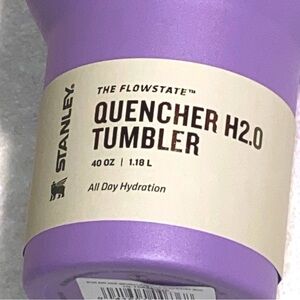 STANLEY.
THE FLOWSTATE™
QUENCHER H2.0
TUMBLER
40 OZ | 1.18 L
All Day Hydration